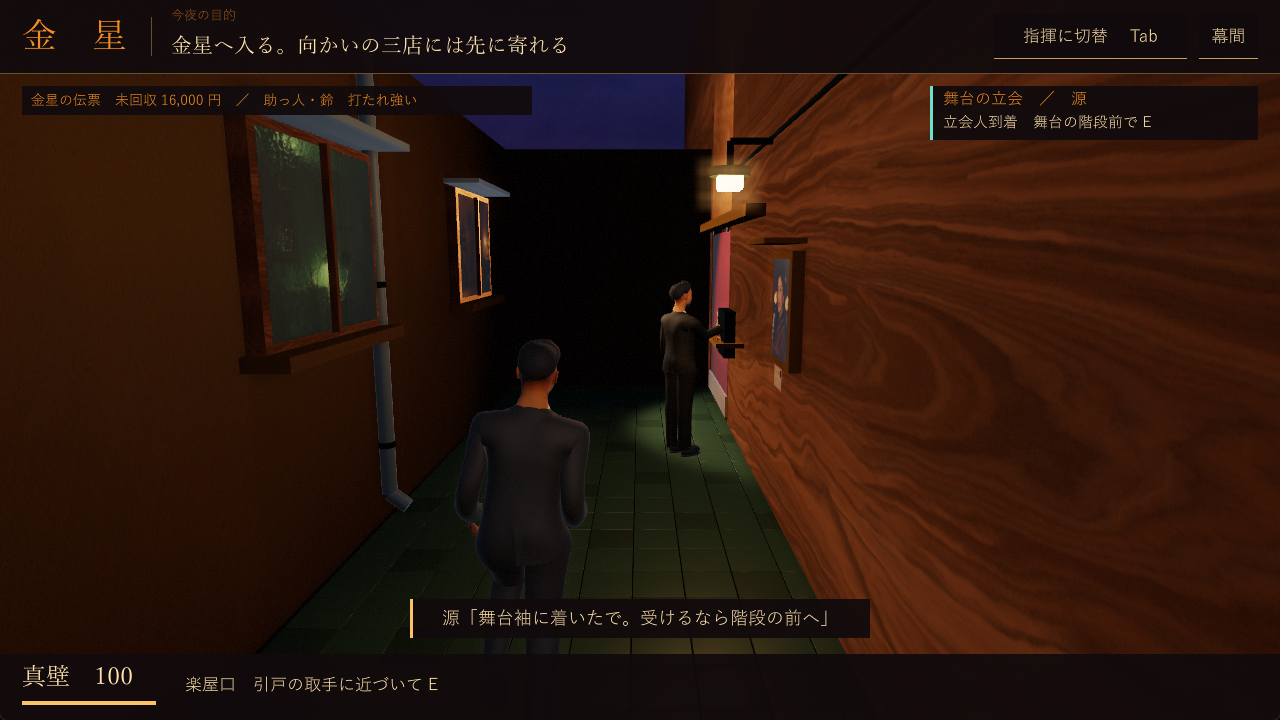 金 星
今夜の目的
金星へ入る。向かいの三店には先に寄れる
指揮に切替 Tab
幕間
金星の伝票 未回収 16,000 円 ／ 助っ人・鈴 打たれ強い
舞台の立会 ／ 源
立会人到着 舞台の階段前で E
源「舞台袖に着いたで。受けるなら階段の前へ」
真壁 100
楽屋口 引戸の取手に近づいて E